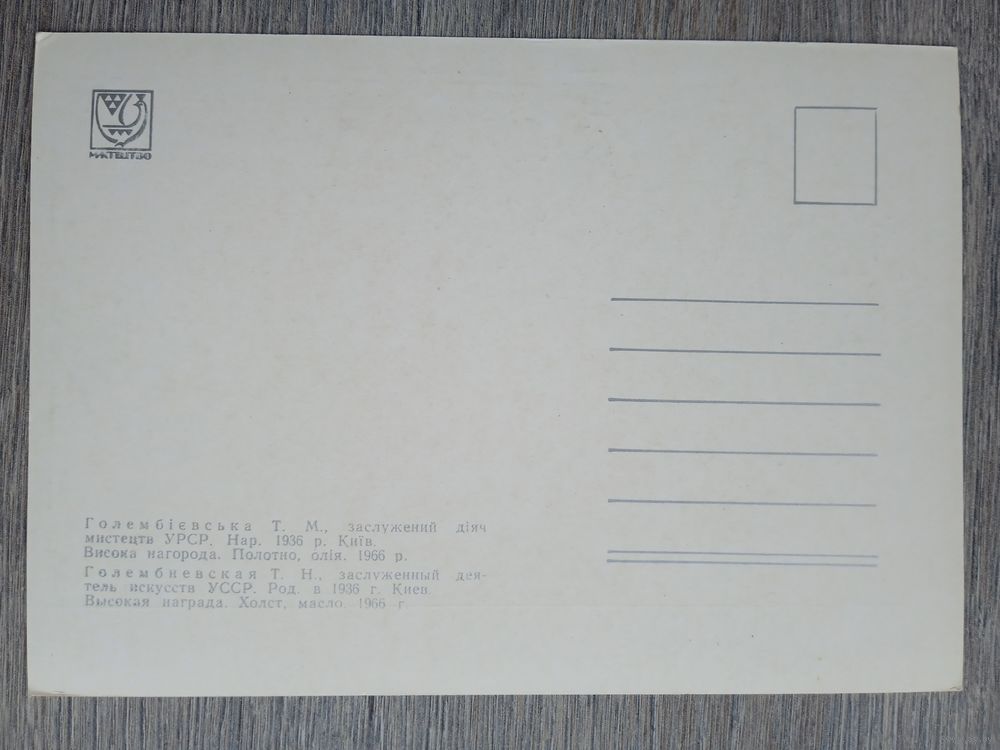 МИСТЕЦТВО
Голембієвська Т. М., заслужений діяч
мистецтв УРСР. Нар. 1936 р. Київ.
Висока нагорода. Полотно, олія. 1966 р.
Голембиевская Т. Н., заслуженный дея-
тель искусств УССР. Род. в 1936 г. Киев.
Высокая награда. Холст, масло. 1966 г.